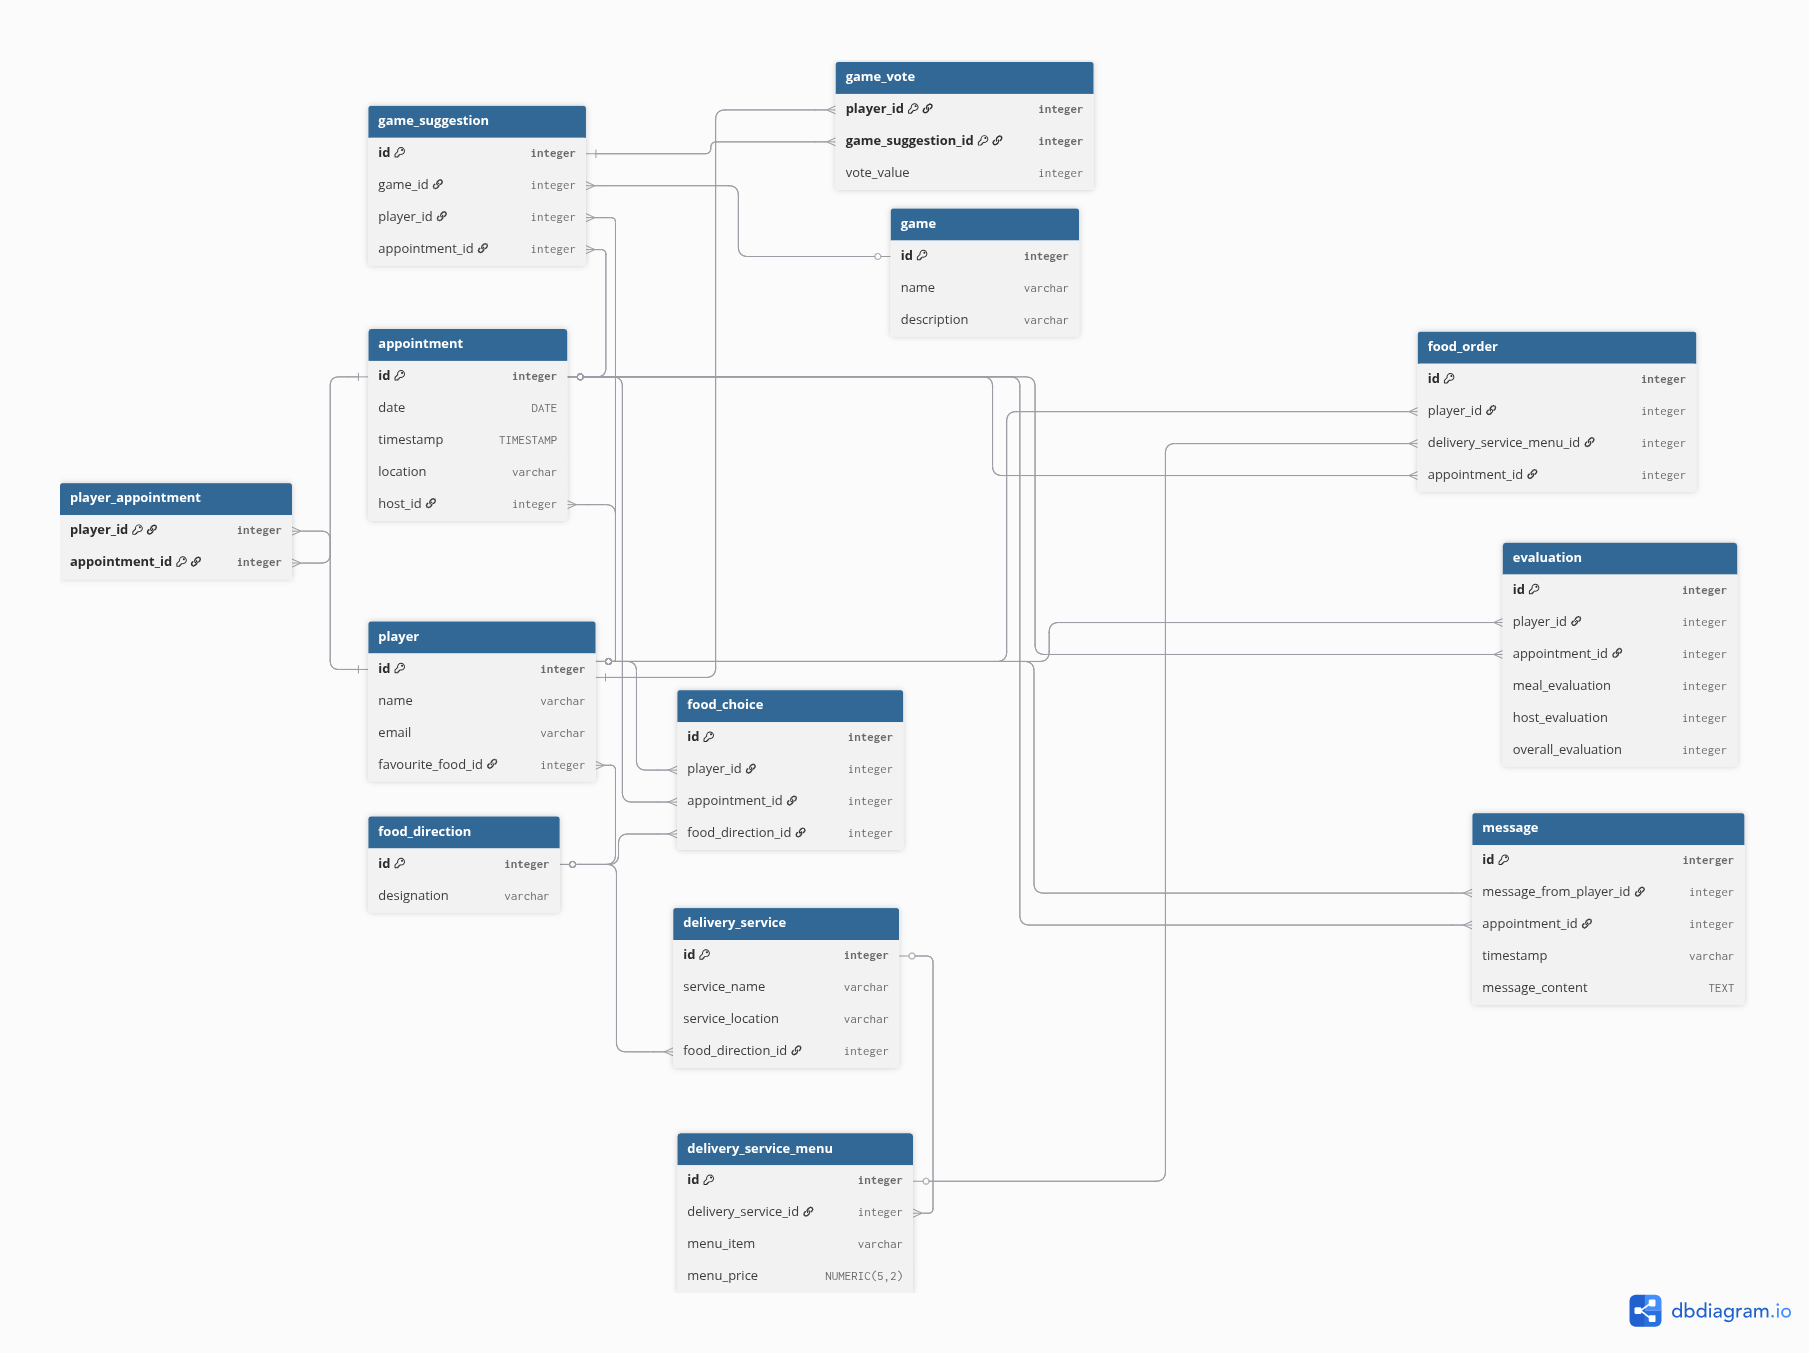 game_vote
player_id integer
game_suggestion_id integer
vote_value integer
game_suggestion
id integer
game_id integer
player_id integer
appointment_id integer
game
id integer
name varchar
description varchar
appointment
id integer
date DATE
timestamp TIMESTAMP
location varchar
host_id integer
food_order
id integer
player_id integer
delivery_service_menu_id integer
appointment_id integer
player_appointment
player_id integer
appointment_id integer
evaluation
id integer
player_id integer
appointment_id integer
meal_evaluation integer
host_evaluation integer
overall_evaluation integer
player
id integer
name varchar
email varchar
favourite_food_id integer
food_choice
id integer
player_id integer
appointment_id integer
food_direction_id integer
food_direction
id integer
designation varchar
message
id interger
message_from_player_id integer
appointment_id integer
timestamp varchar
message_content TEXT
delivery_service
id integer
service_name varchar
service_location varchar
food_direction_id integer
delivery_service_menu
id integer
delivery_service_id integer
menu_item varchar
menu_price NUMERIC(5,2)
dbdiagram.io